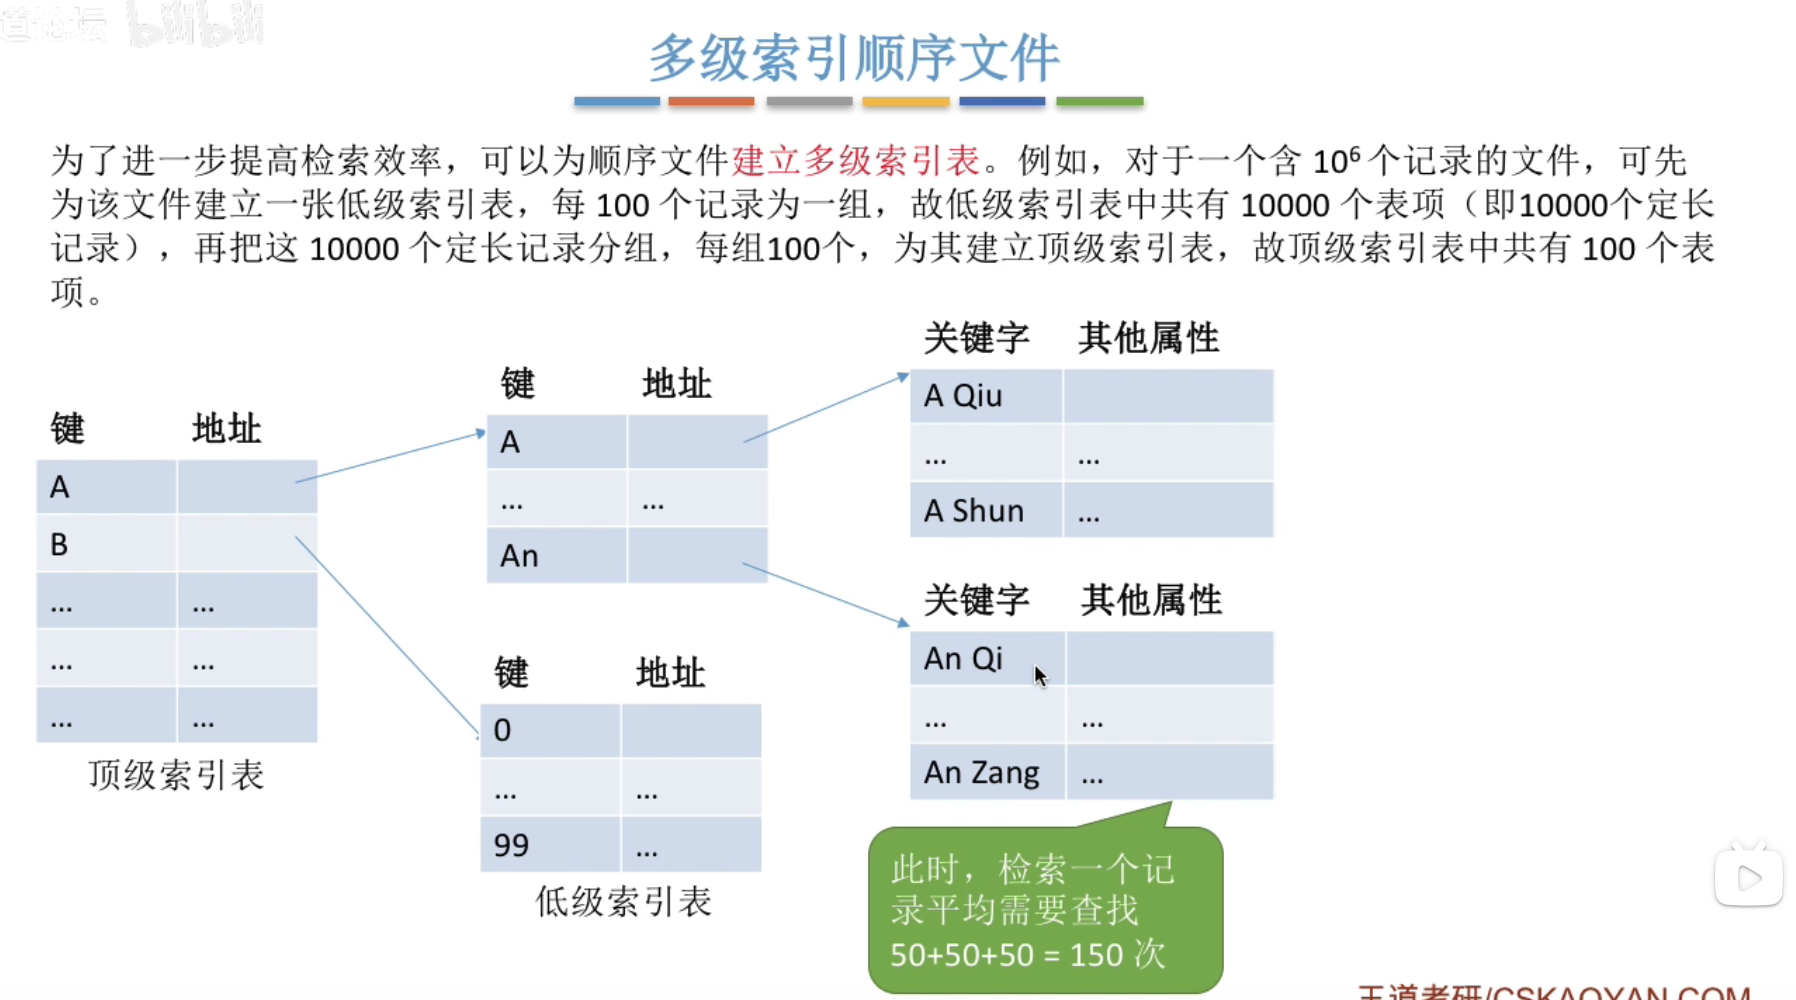 道论坛 bilibili
多级索引顺序文件
为了进一步提高检索效率，可以为顺序文件建立多级索引表。例如，对于一个含 10⁶ 个记录的文件，可先
为该文件建立一张低级索引表，每 100 个记录为一组，故低级索引表中共有 10000 个表项（即10000个定长
记录），再把这 10000 个定长记录分组，每组100个，为其建立顶级索引表，故顶级索引表中共有 100 个表
项。
键 地址
A
B
... ...
... ...
... ...
顶级索引表
键 地址
A
... ...
An
键 地址
0
... ...
99 ...
低级索引表
关键字 其他属性
A Qiu
... ...
A Shun ...
关键字 其他属性
An Qi
... ...
An Zang ...
此时，检索一个记
录平均需要查找
50+50+50 = 150 次
王道考研/CSKAOYAN.COM